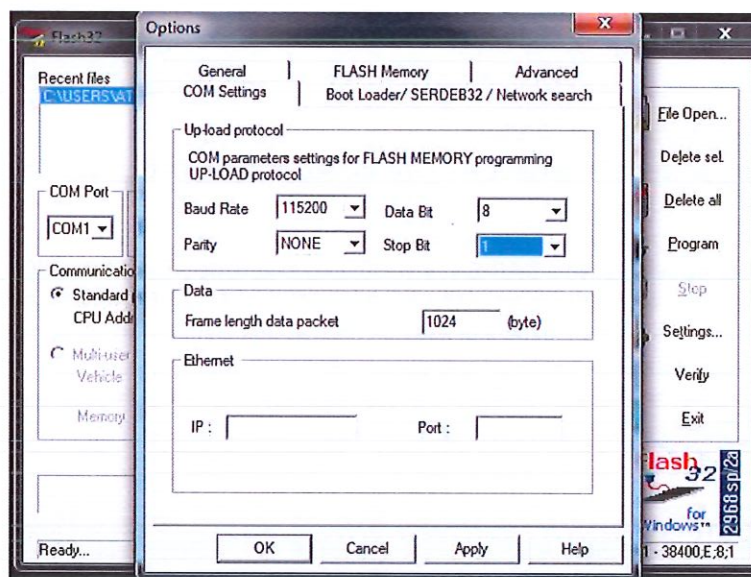 Flash32
Options
X
X
Recent files
C:\USERS\AT
COM Port
COM1
Communicatio
Standard
CPU Addr
Multi-user
Vehicle
Memory
Ready...
General
FLASH Memory
Advanced
COM Settings
Boot Loader/ SERDEB32 / Network search
Up-load protocol
COM parameters settings for FLASH MEMORY programming
UP-LOAD protocol
Baud Rate 115200 Data Bit 8
Parity NONE Stop Bit 1
Data
Frame length data packet 1024 (byte)
Ethernet
IP : Port :
OK Cancel Apply Help
File Open...
Delete sel.
Delete all
Program
Stop
Settings...
Verify
Exit
lash
32
for
Windows™
2968 sp/2a
1 - 38400,E,8;1